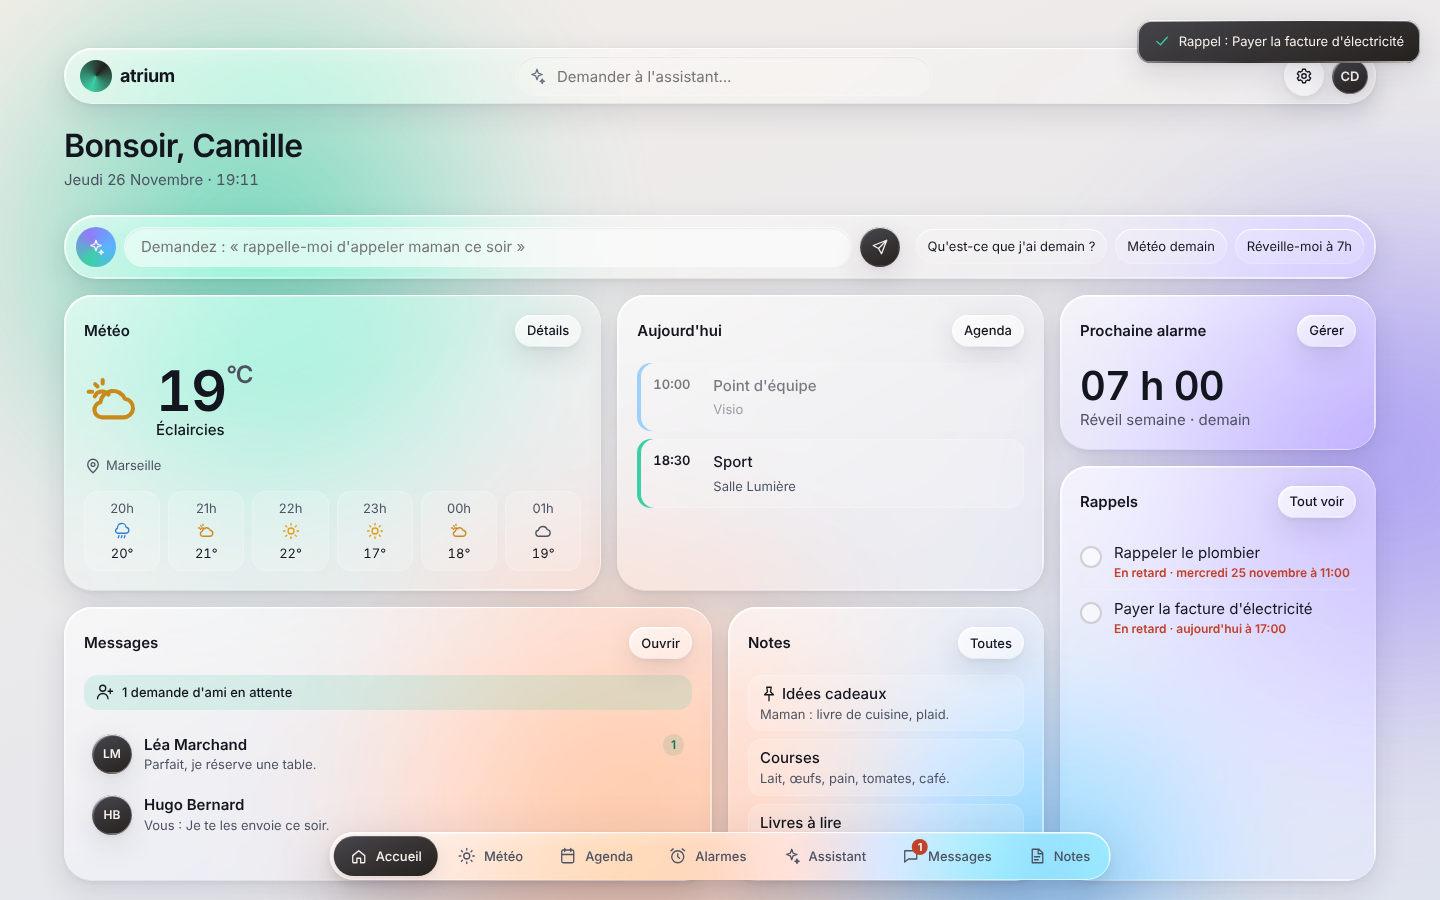 Rappel : Payer la facture d'électricité
atrium
Demander à l'assistant...
CD
Bonsoir, Camille
Jeudi 26 Novembre · 19:11
Demandez : « rappelle-moi d'appeler maman ce soir »
Qu'est-ce que j'ai demain ?
Météo demain
Réveille-moi à 7h
Météo
Détails
19°C
Éclaircies
Marseille
20h 21h 22h 23h 00h 01h
20° 21° 22° 17° 18° 19°
Aujourd'hui
Agenda
10:00 Point d'équipe
Visio
18:30 Sport
Salle Lumière
Prochaine alarme
Gérer
07 h 00
Réveil semaine · demain
Rappels
Tout voir
Rappeler le plombier
En retard · mercredi 25 novembre à 11:00
Payer la facture d'électricité
En retard · aujourd'hui à 17:00
Messages
Ouvrir
1 demande d'ami en attente
LM
Léa Marchand
Parfait, je réserve une table.
1
HB
Hugo Bernard
Vous : Je te les envoie ce soir.
Notes
Toutes
Idées cadeaux
Maman : livre de cuisine, plaid.
Courses
Lait, œufs, pain, tomates, café.
Livres à lire
Accueil
Météo
Agenda
Alarmes
Assistant
1
Messages
Notes